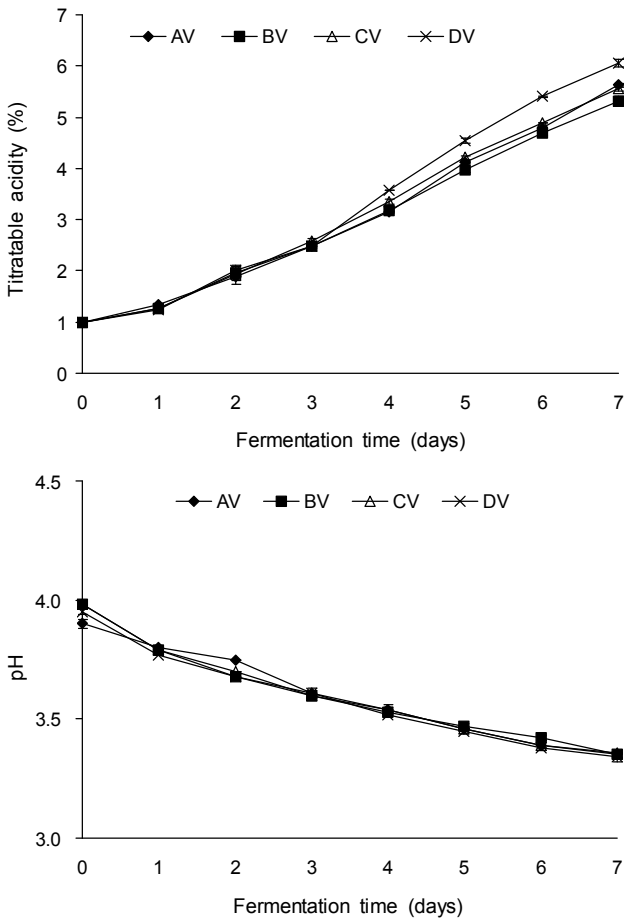 AV BV CV DV
7
6
5
4
3
2
1
0
Titratable acidity (%)
0 1 2 3 4 5 6 7
Fermentation time (days)
4.5
AV BV CV DV
4.0
3.5
3.0
pH
0 1 2 3 4 5 6 7
Fermentation time (days)